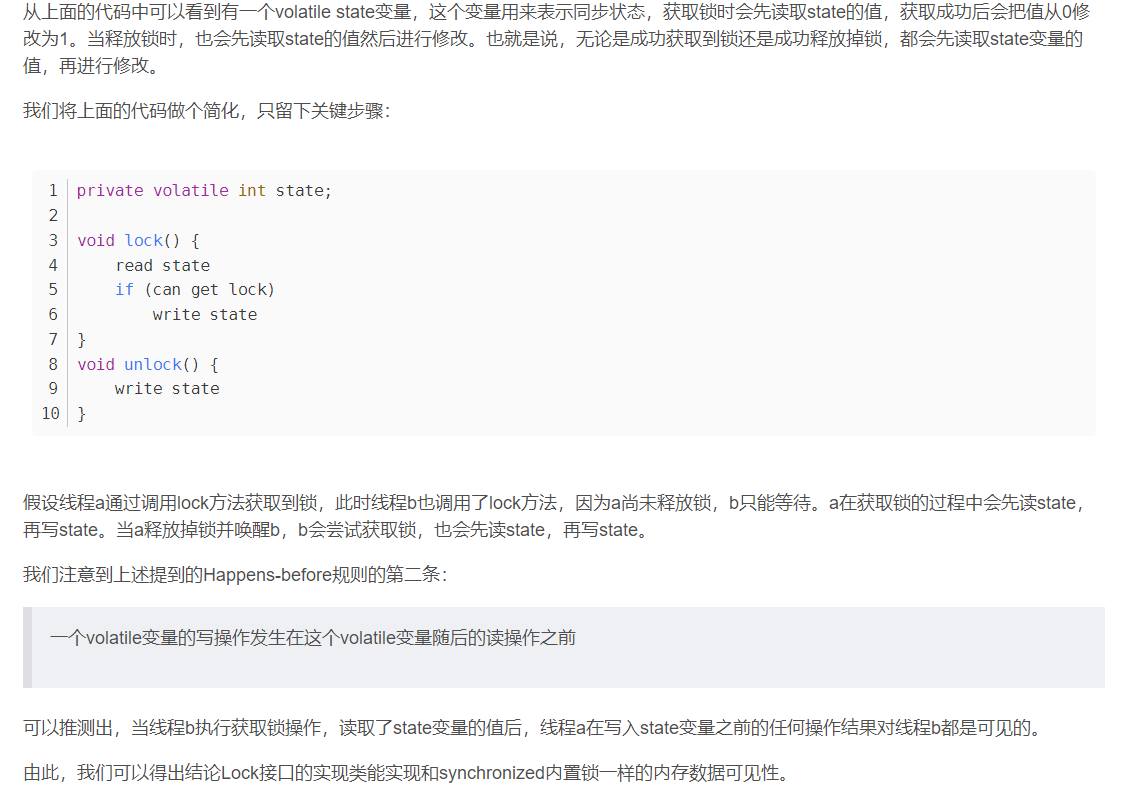 从上面的代码中可以看到有一个volatile state变量，这个变量用来表示同步状态，获取锁时会先读取state的值，获取成功后会把值从0修
改为1。当释放锁时，也会先读取state的值然后进行修改。也就是说，无论是成功获取到锁还是成功释放掉锁，都会先读取state变量的
值，再进行修改。
我们将上面的代码做个简化，只留下关键步骤：
1 private volatile int state;
2
3 void lock() {
4     read state
5     if (can get lock)
6         write state
7 }
8 void unlock() {
9     write state
10 }
假设线程a通过调用lock方法获取到锁，此时线程b也调用了lock方法，因为a尚未释放锁，b只能等待。a在获取锁的过程中会先读state，
再写state。当a释放掉锁并唤醒b，b会尝试获取锁，也会先读state，再写state。
我们注意到上述提到的Happens-before规则的第二条：
一个volatile变量的写操作发生在这个volatile变量随后的读操作之前
可以推测出，当线程b执行获取锁操作，读取了state变量的值后，线程a在写入state变量之前的任何操作结果对线程b都是可见的。
由此，我们可以得出结论Lock接口的实现类能实现和synchronized内置锁一样的内存数据可见性。